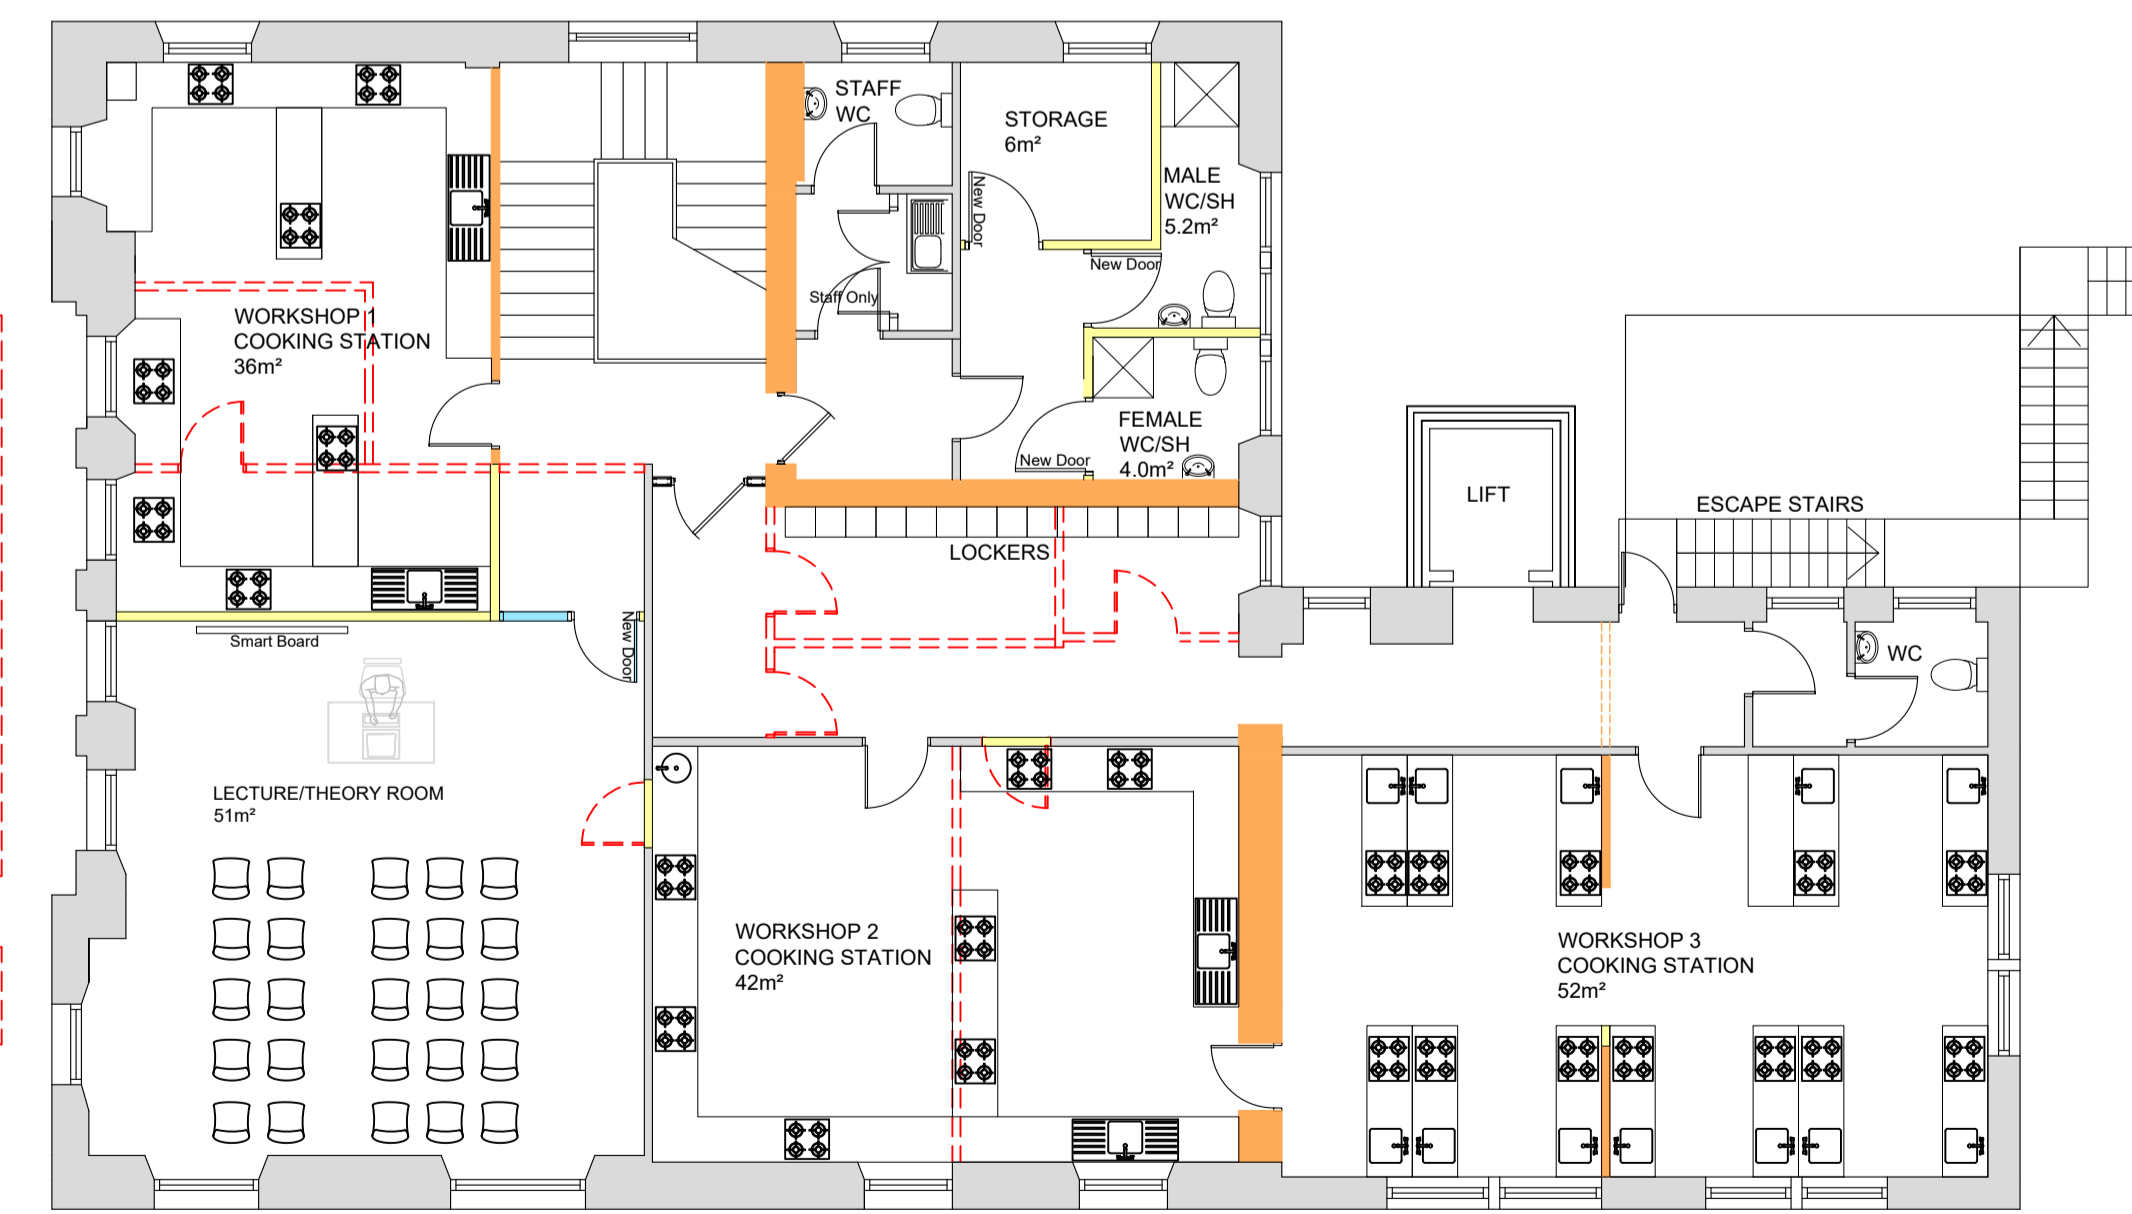 STAFF
WC
STORAGE
6m²
New Door
MALE
WC/SH
5.2m²
New Door
Staff Only
WORKSHOP 1
COOKING STATION
36m²
FEMALE
WC/SH
4.0m²
New Door
LIFT
ESCAPE STAIRS
LOCKERS
New Door
Smart Board
WC
LECTURE/THEORY ROOM
51m²
WORKSHOP 2
COOKING STATION
42m²
WORKSHOP 3
COOKING STATION
52m²